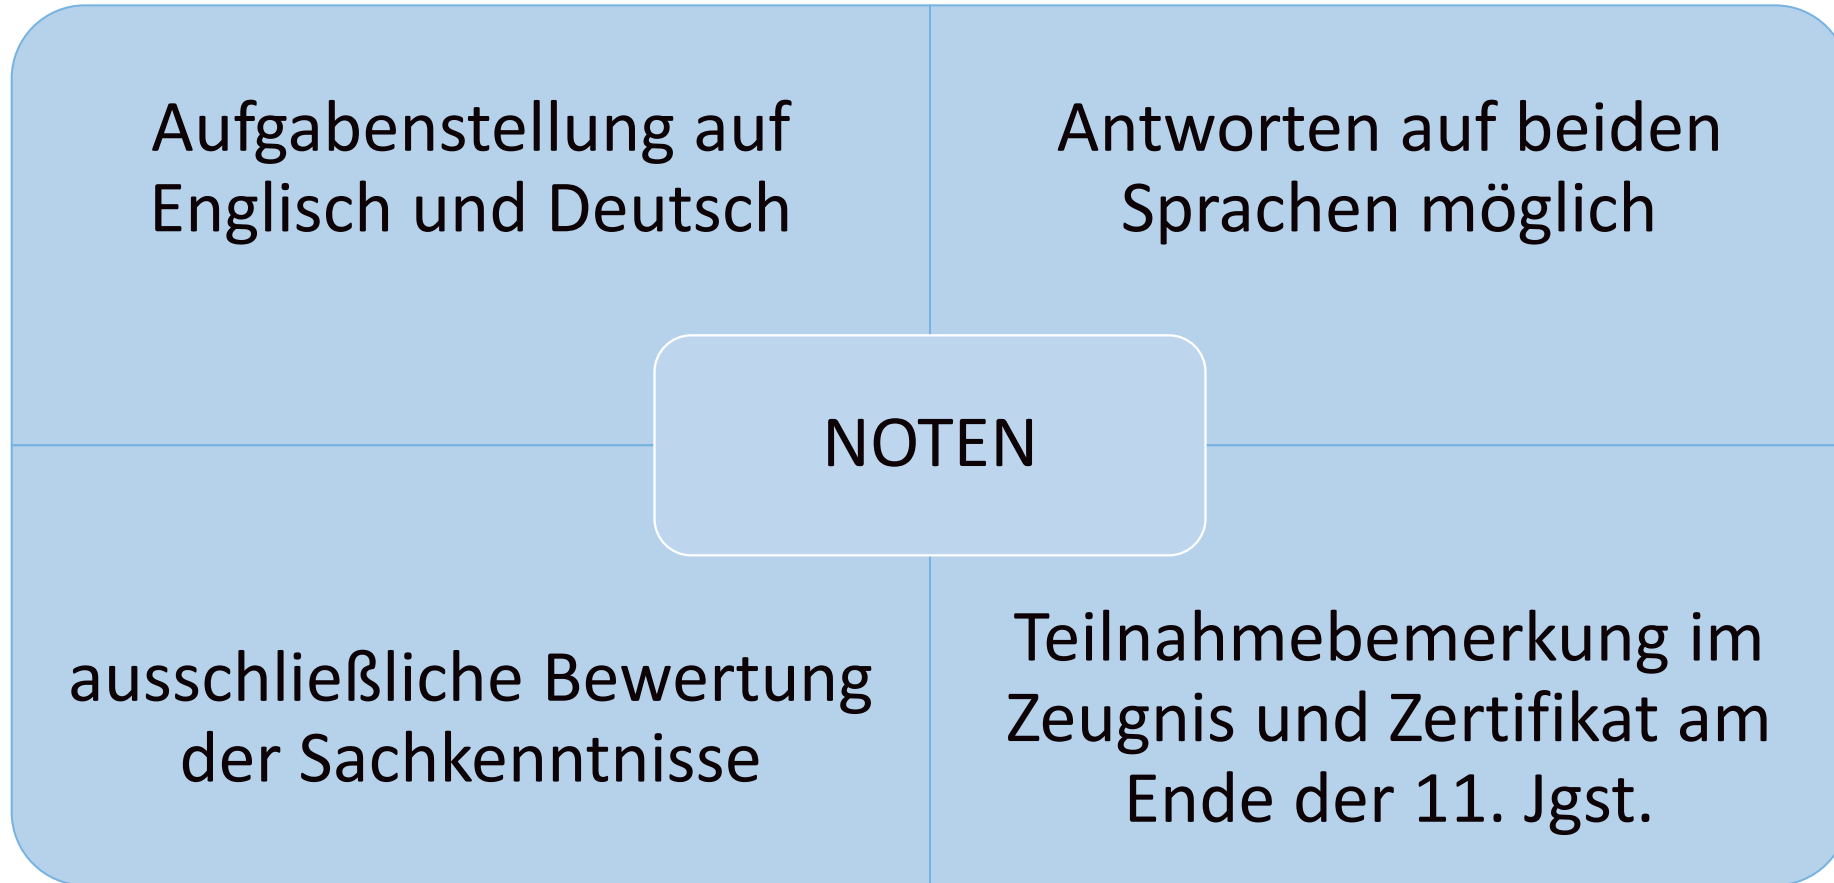 Aufgabenstellung auf
Englisch und Deutsch
Antworten auf beiden
Sprachen möglich
NOTEN
ausschließliche Bewertung
der Sachkenntnisse
Teilnahmebemerkung im
Zeugnis und Zertifikat am
Ende der 11. Jgst.